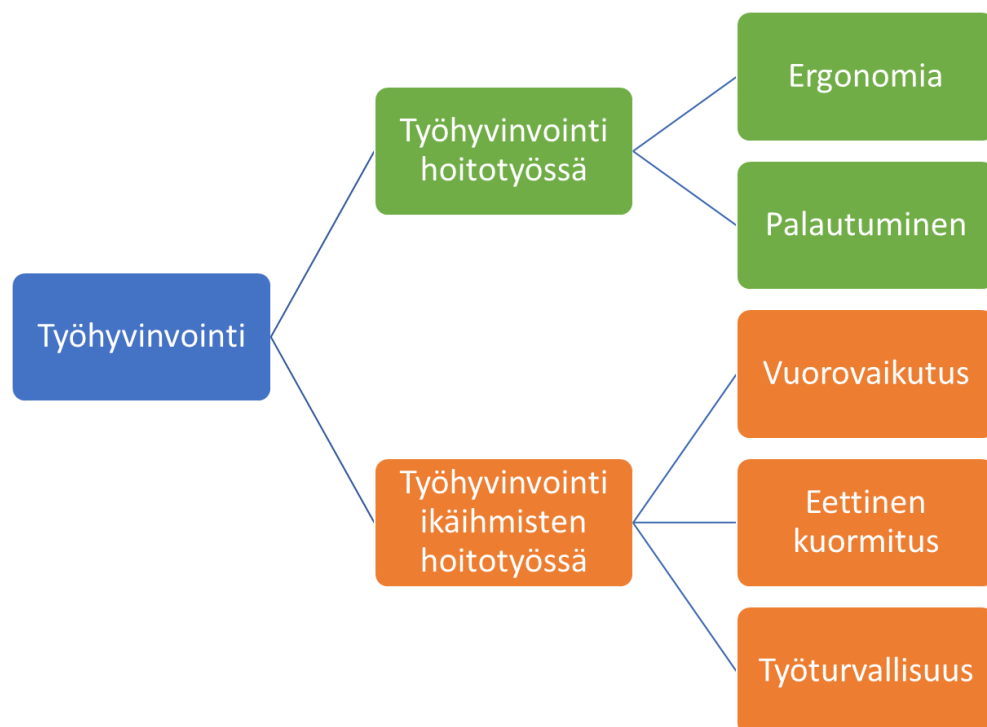 Työhyvinvointi
Työhyvinvointi
hoitotyössä
Ergonomia
Palautuminen
Työhyvinvointi
ikäihmisten
hoitotyössä
Vuorovaikutus
Eettinen
kuormitus
Työturvallisuus